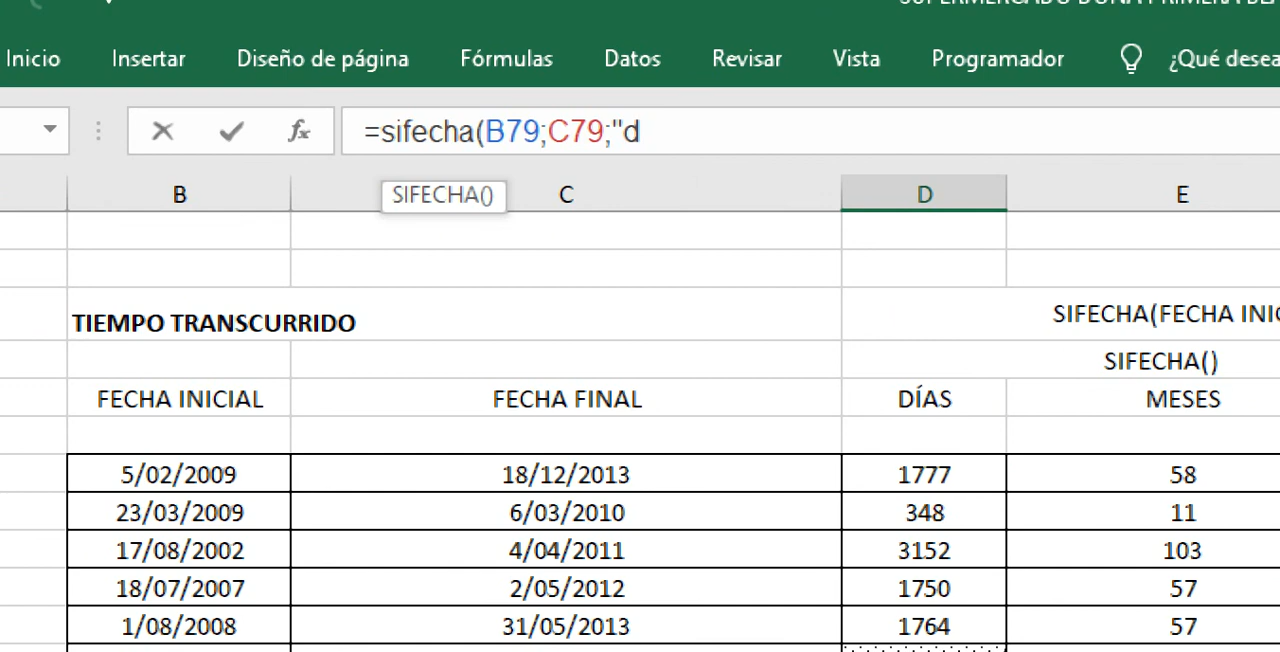 Inicio Insertar Diseño de página Fórmulas Datos Revisar Vista Programador ¿Qué desea
fx =sifecha(B79;C79;"d
B SIFECHA() C D E
TIEMPO TRANSCURRIDO SIFECHA(FECHA INIC
SIFECHA()
FECHA INICIAL FECHA FINAL DÍAS MESES
5/02/2009 18/12/2013 1777 58
23/03/2009 6/03/2010 348 11
17/08/2002 4/04/2011 3152 103
18/07/2007 2/05/2012 1750 57
1/08/2008 31/05/2013 1764 57